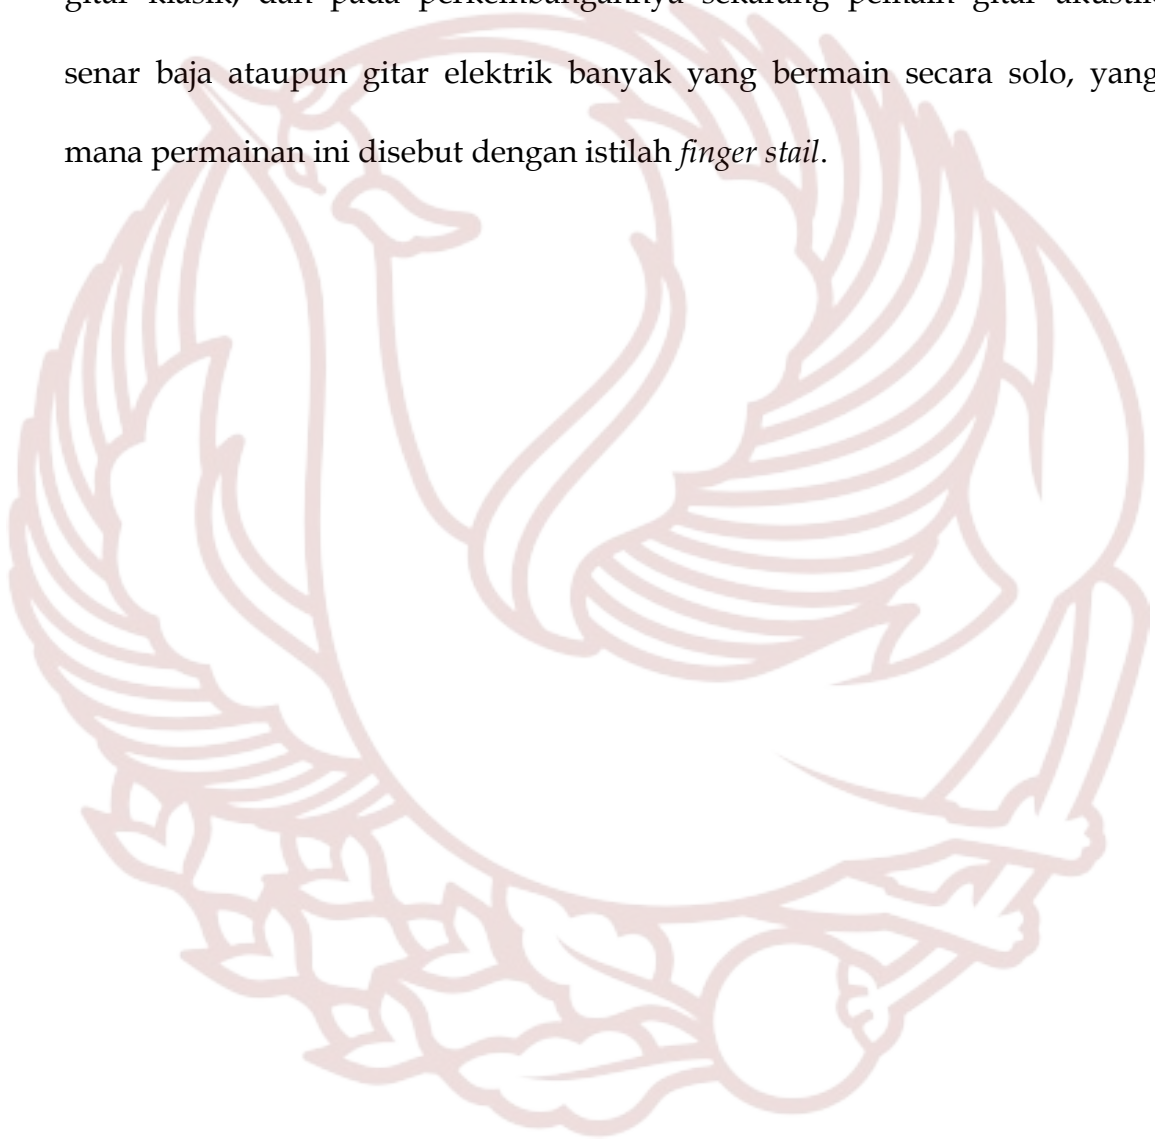 gitar klasik, dan pada perkembangannya sekarang pemain gitar akustik
senar baja ataupun gitar elektrik banyak yang bermain secara solo, yang
mana permainan ini disebut dengan istilah finger stail.